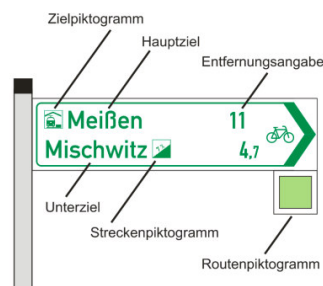 Zielpiktogramm
Hauptziel
Entfernungsangabe
Meißen 11
Mischwitz 4,7
Unterziel
Streckenpiktogramm
Routenpiktogramm